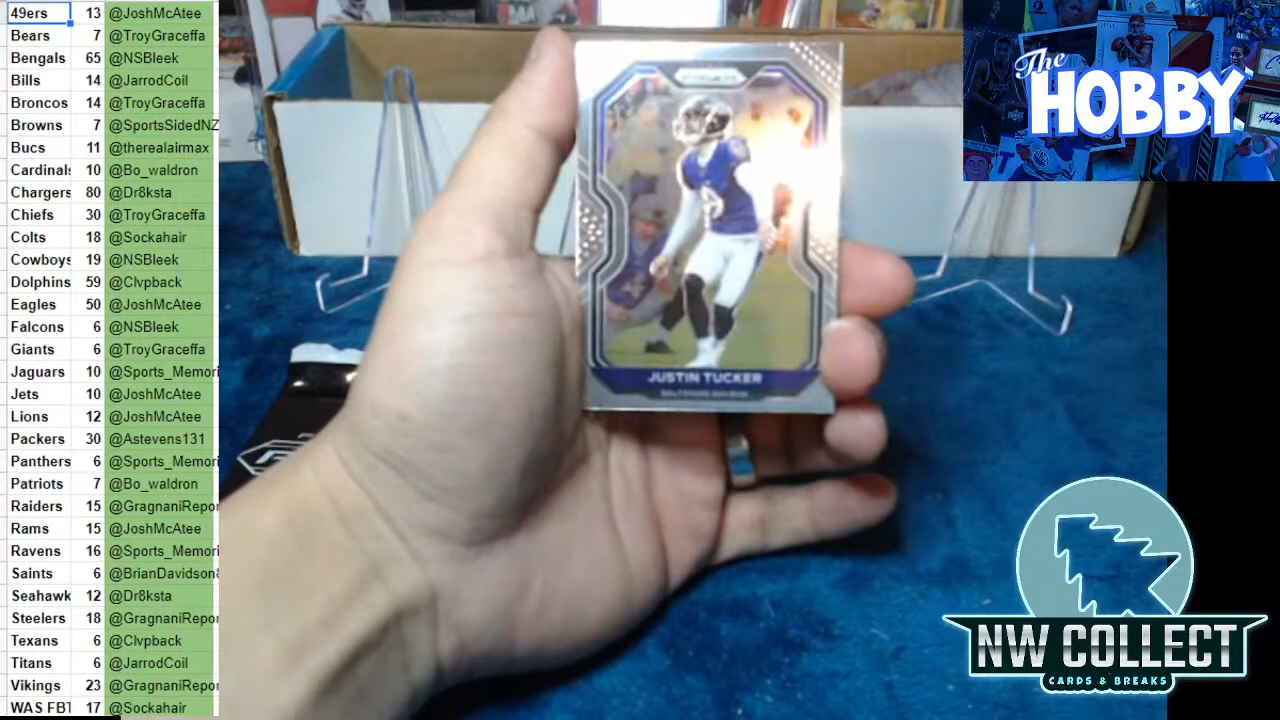 49ers 13 @JoshMcAtee
Bears 7 @TroyGraceffa
Bengals 65 @NSBleek
Bills 14 @JarrodCoil
Broncos 14 @TroyGraceffa
Browns 7 @SportsSidedNZ
Bucs 11 @therealairmax
Cardinals 10 @Bo_waldron
Chargers 80 @Dr8ksta
Chiefs 30 @TroyGraceffa
Colts 18 @Sockahair
Cowboys 19 @NSBleek
Dolphins 59 @Clvpback
Eagles 50 @JoshMcAtee
Falcons 6 @NSBleek
Giants 6 @TroyGraceffa
Jaguars 10 @Sports_Memori
Jets 10 @JoshMcAtee
Lions 12 @JoshMcAtee
Packers 30 @Astevens131
Panthers 6 @Sports_Memori
Patriots 7 @Bo_waldron
Raiders 15 @GragnaniRepor
Rams 15 @JoshMcAtee
Ravens 16 @Sports_Memori
Saints 6 @BrianDavidson8
Seahawk 12 @Dr8ksta
Steelers 18 @GragnaniRepor
Texans 6 @Clvpback
Titans 6 @JarrodCoil
Vikings 23 @GragnaniRepor
WAS FBT 17 @Sockahair
PRIZM
JUSTIN TUCKER
BALTIMORE RAVENS
The
HOBBY
NW COLLECT
CARDS & BREAKS